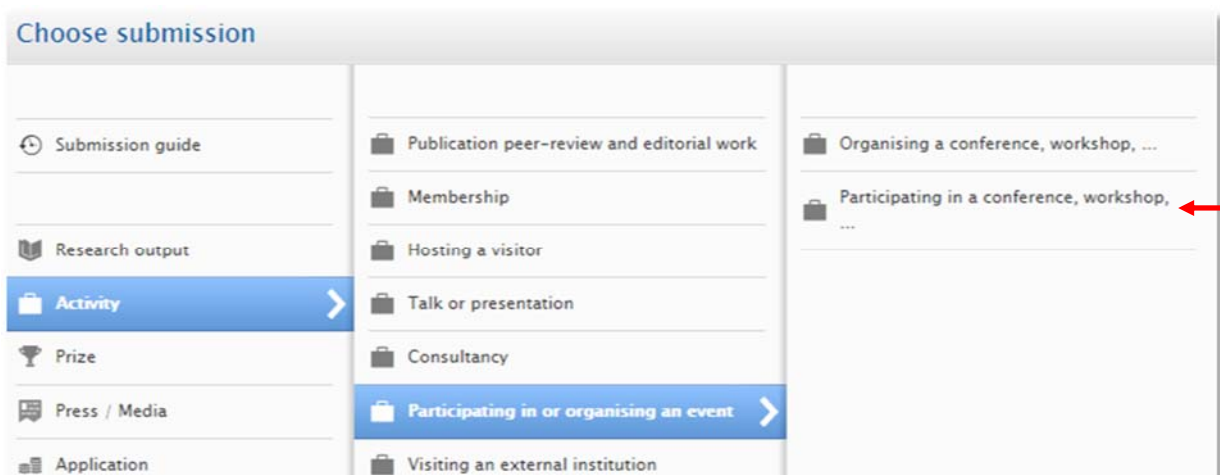 Choose submission
Submission guide
Research output
Activity
Prize
Press / Media
Application
Publication peer-review and editorial work
Membership
Hosting a visitor
Talk or presentation
Consultancy
Participating in or organising an event
Visiting an external institution
Organising a conference, workshop, ...
Participating in a conference, workshop,
...